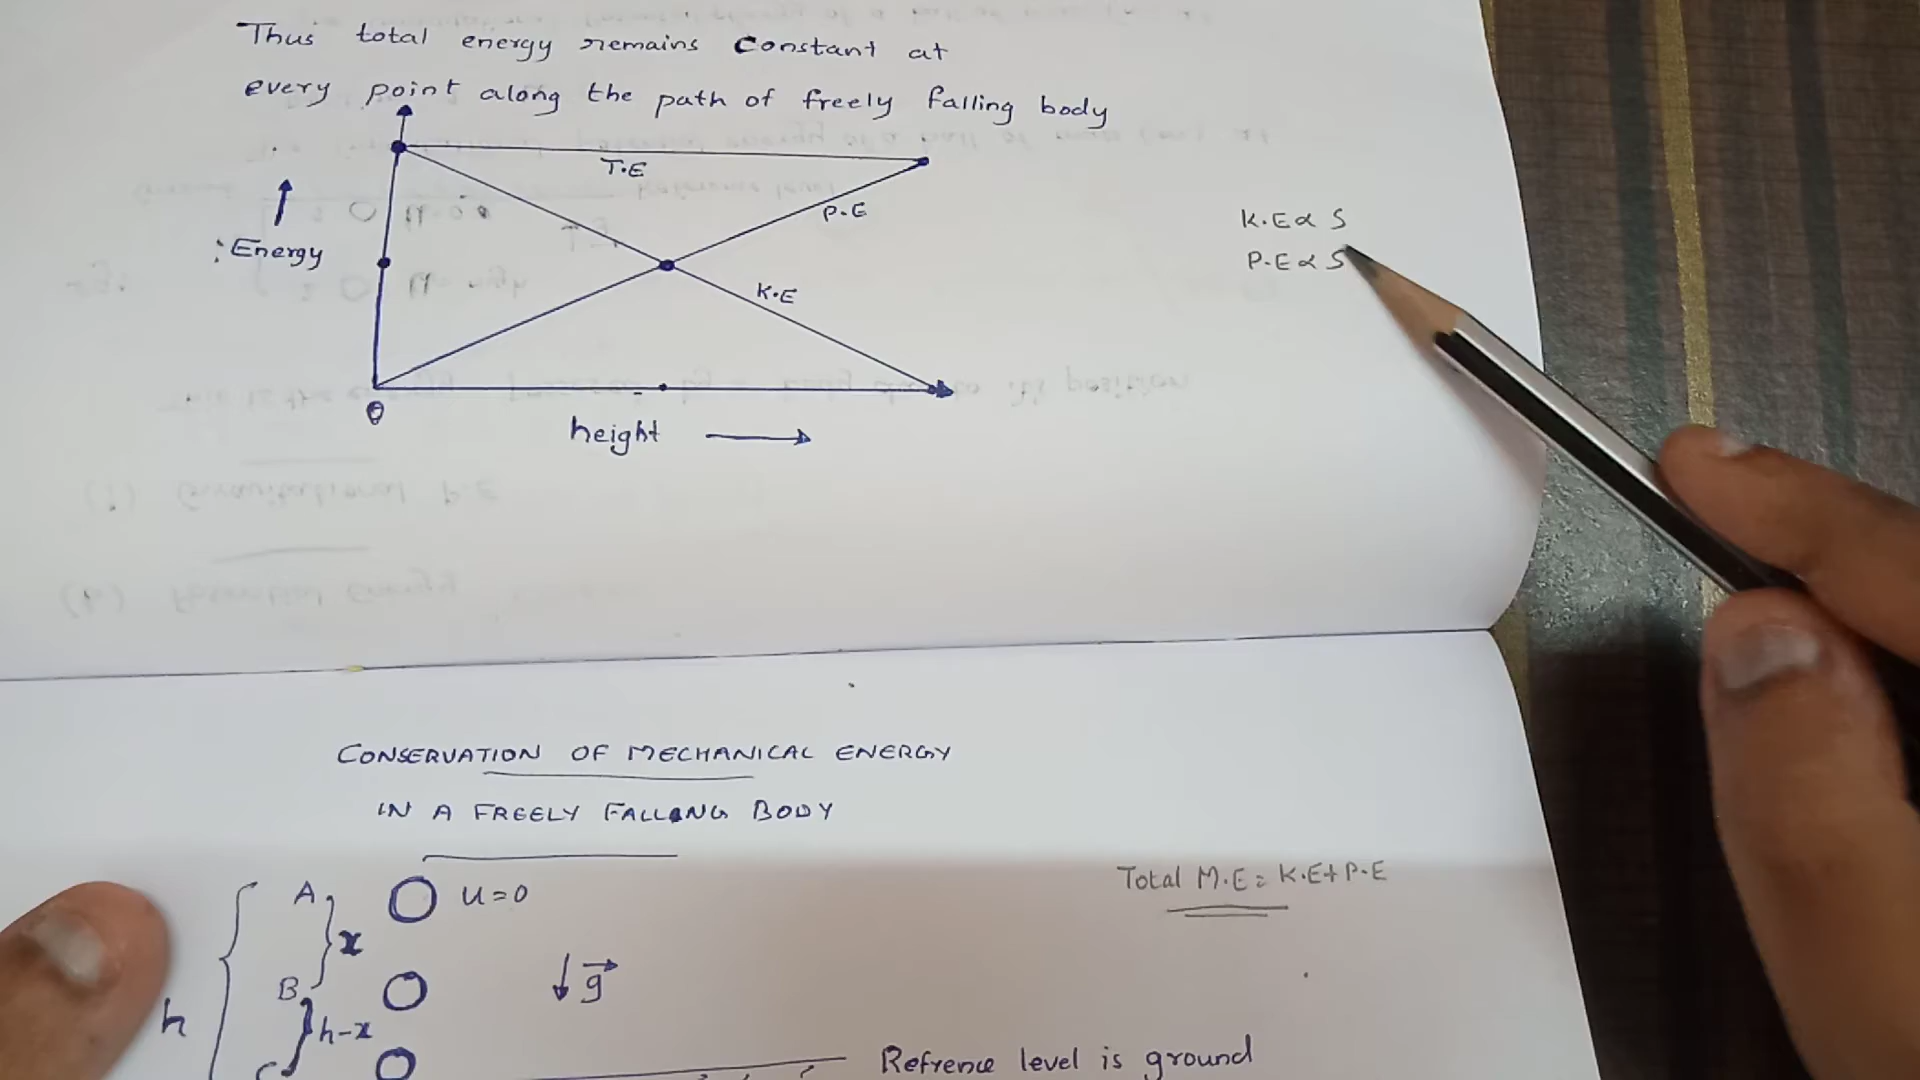 Thus total energy remains constant at
every point along the path of freely falling body
T.E
P.E
Energy
K.E
0
height
K.E ∝ S
P.E ∝ S
CONSERVATION OF MECHANICAL ENERGY
IN A FREELY FALLING BODY
A
u=0
x
Total M.E = K.E+P.E
B
g
h
h-x
C
Refrence level is ground